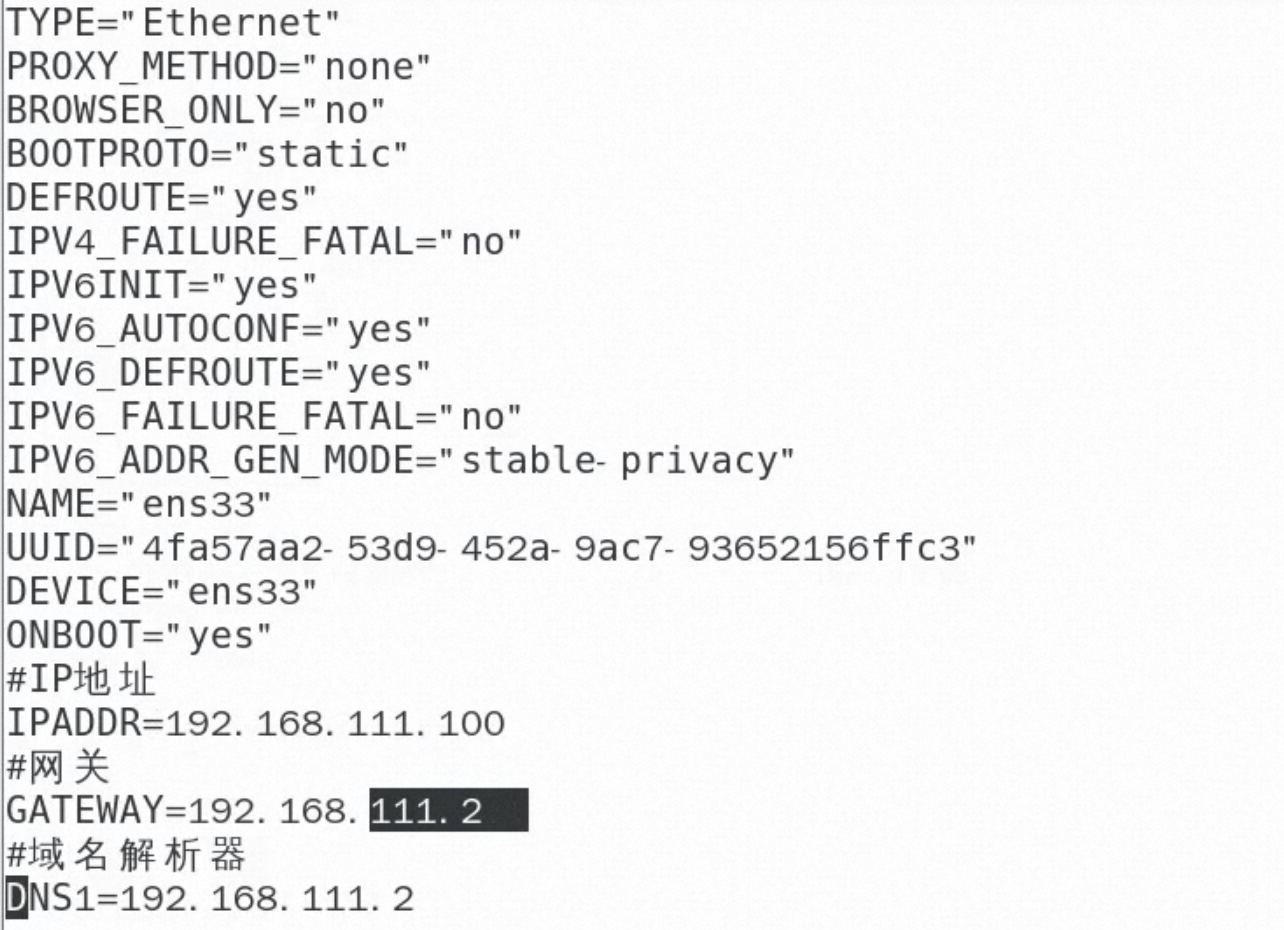 TYPE="Ethernet"
PROXY_METHOD="none"
BROWSER_ONLY="no"
BOOTPROTO="static"
DEFROUTE="yes"
IPV4_FAILURE_FATAL="no"
IPV6INIT="yes"
IPV6_AUTOCONF="yes"
IPV6_DEFROUTE="yes"
IPV6_FAILURE_FATAL="no"
IPV6_ADDR_GEN_MODE="stable-privacy"
NAME="ens33"
UUID="4fa57aa2-53d9-452a-9ac7-93652156ffc3"
DEVICE="ens33"
ONBOOT="yes"
#IP地址
IPADDR=192.168.111.100
#网关
GATEWAY=192.168.111.2
#域名解析器
DNS1=192.168.111.2